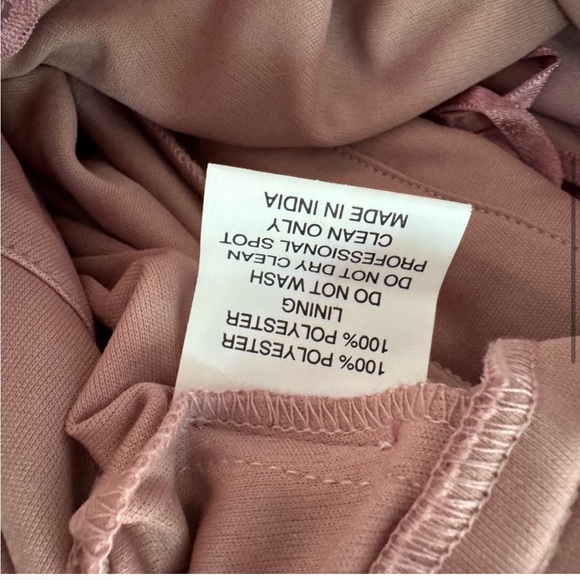 100% POLYESTER
100% POLYESTER
LINING
DO NOT WASH
DO NOT DRY CLEAN
PROFESSIONAL SPOT
CLEAN ONLY
MADE IN INDIA